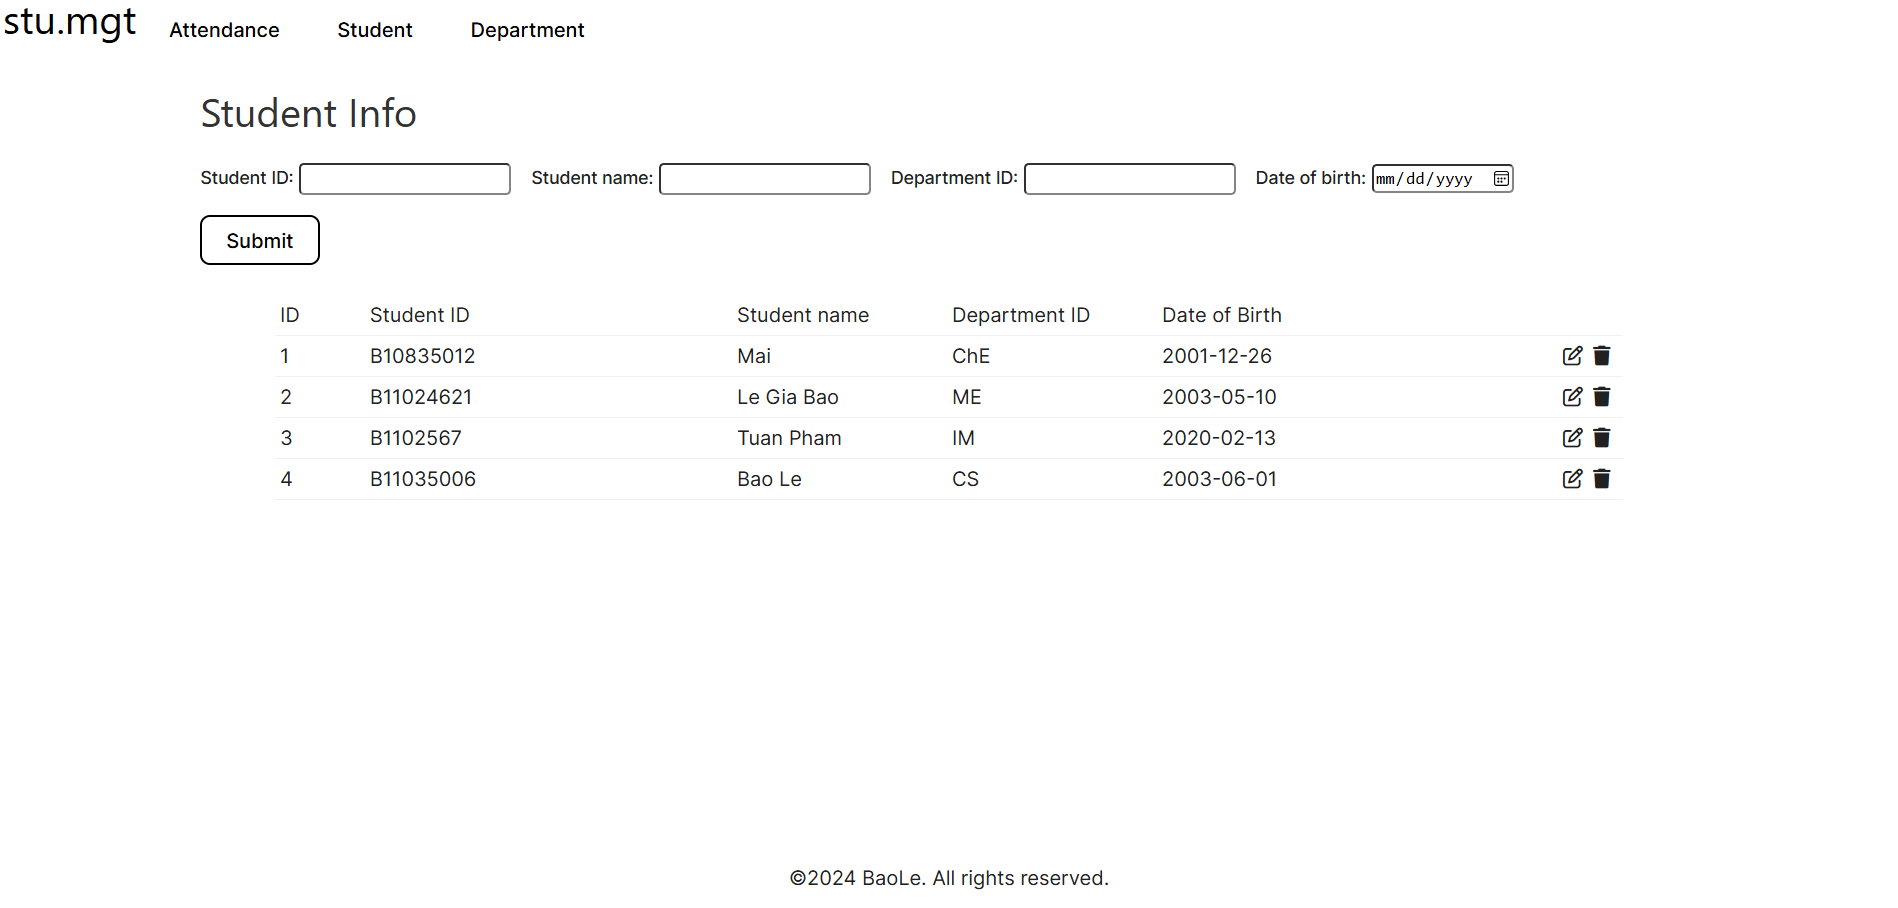 stu.mgt Attendance Student Department
Student Info
Student ID: Student name: Department ID: Date of birth: mm/dd/yyyy
Submit
ID Student ID Student name Department ID Date of Birth
1 B10835012 Mai ChE 2001-12-26
2 B11024621 Le Gia Bao ME 2003-05-10
3 B1102567 Tuan Pham IM 2020-02-13
4 B11035006 Bao Le CS 2003-06-01
©2024 BaoLe. All rights reserved.